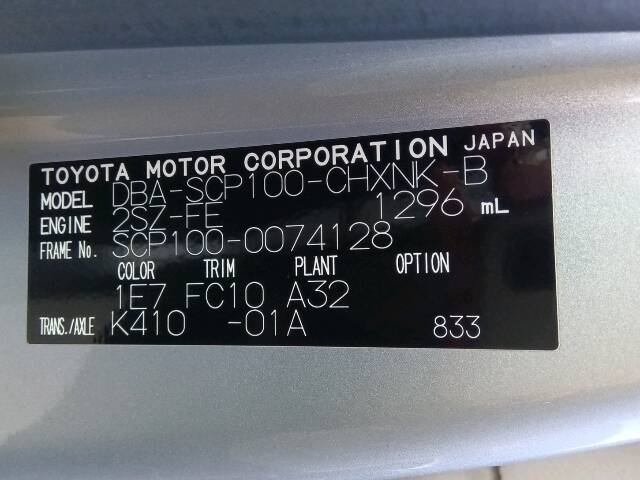 TOYOTA MOTOR CORPORATION JAPAN
MODEL DBA-SCP100-CHXNK-B
ENGINE 2SZ-FE 1296 mL
FRAME No. SCP100-0074128
COLOR TRIM PLANT OPTION
1E7 FC10 A32
TRANS./AXLE K410 -01A 833